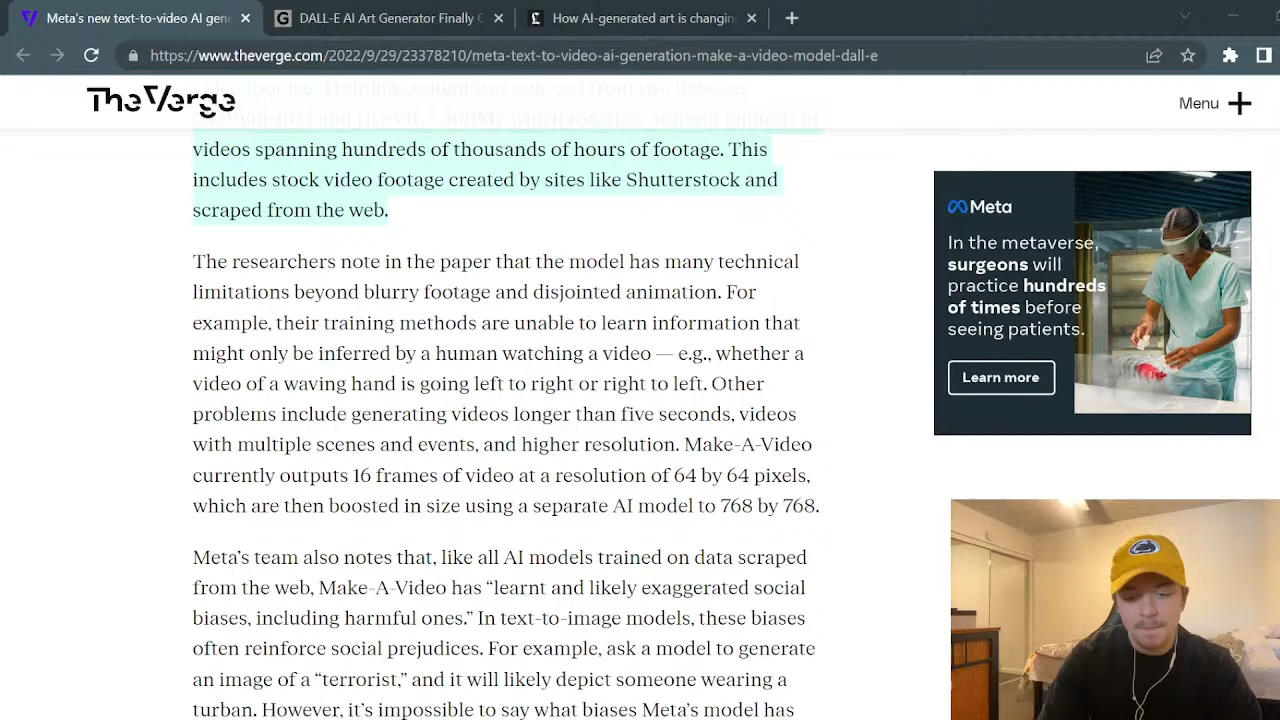 Meta's new text-to-video AI gene
DALL-E AI Art Generator Finally O
How AI-generated art is changin
https://www.theverge.com/2022/9/29/23378210/meta-text-to-video-ai-generation-make-a-video-model-dall-e
The Verge
Menu
videos spanning hundreds of thousands of hours of footage. This
includes stock video footage created by sites like Shutterstock and
scraped from the web.
The researchers note in the paper that the model has many technical
limitations beyond blurry footage and disjointed animation. For
example, their training methods are unable to learn information that
might only be inferred by a human watching a video — e.g., whether a
video of a waving hand is going left to right or right to left. Other
problems include generating videos longer than five seconds, videos
with multiple scenes and events, and higher resolution. Make-A-Video
currently outputs 16 frames of video at a resolution of 64 by 64 pixels,
which are then boosted in size using a separate AI model to 768 by 768.
Meta’s team also notes that, like all AI models trained on data scraped
from the web, Make-A-Video has “learnt and likely exaggerated social
biases, including harmful ones.” In text-to-image models, these biases
often reinforce social prejudices. For example, ask a model to generate
an image of a “terrorist,” and it will likely depict someone wearing a
turban. However, it’s impossible to say what biases Meta’s model has
Meta
In the metaverse,
surgeons will
practice hundreds
of times before
seeing patients.
Learn more